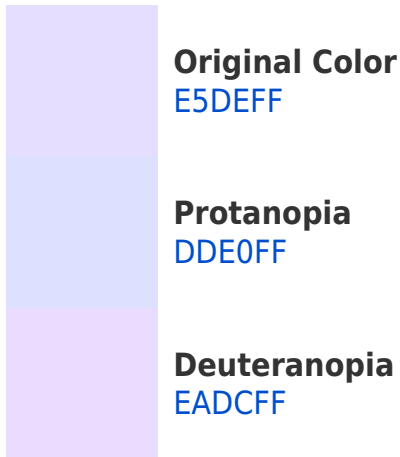 Original Color
E5DEFF
Protanopia
DDE0FF
Deuteranopia
EADCFF